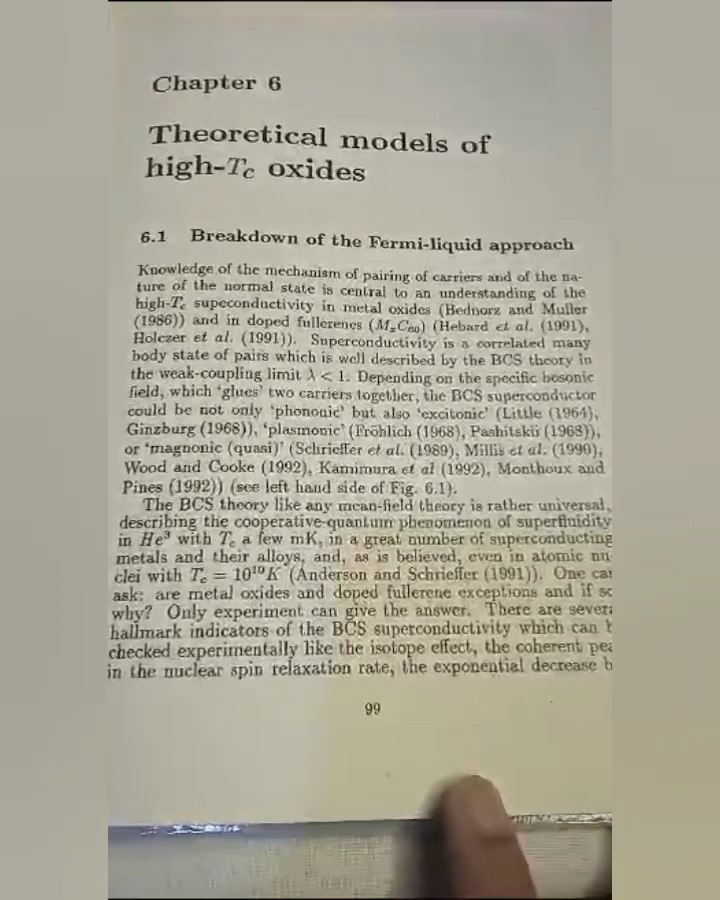 Chapter 6
Theoretical models of
high-Tc oxides
6.1 Breakdown of the Fermi-liquid approach
Knowledge of the mechanism of pairing of carriers and of the na-
ture of the normal state is central to an understanding of the
high-Tc supeconductivity in metal oxides (Bednorz and Muller
(1986)) and in doped fullerenes (MxC60) (Hebard et al. (1991),
Holczer et al. (1991)). Superconductivity is a correlated many
body state of pairs which is well described by the BCS theory in
the weak-coupling limit λ < 1. Depending on the specific bosonic
field, which 'glues' two carriers together, the BCS superconductor
could be not only 'phononic' but also 'excitonic' (Little (1964),
Ginzburg (1968)), 'plasmonic' (Fröhlich (1968), Pashitskii (1968)),
or 'magnonic (quasi)' (Schrieffer et al. (1989), Millis et al. (1990),
Wood and Cooke (1992), Kamimura et al (1992), Monthoux and
Pines (1992)) (see left hand side of Fig. 6.1).
The BCS theory like any mean-field theory is rather universal,
describing the cooperative-quantum phenomenon of superfluidity
in He³ with Tc a few mK, in a great number of superconducting
metals and their alloys, and, as is believed, even in atomic nu
clei with Tc = 10¹⁰K (Anderson and Schrieffer (1991)). One
ask: are metal oxides and doped fullerene exceptions and if
why? Only experiment can give the answer. There are
hallmark indicators of the BCS superconductivity which can
checked experimentally like the isotope effect, the coherent
in the nuclear spin relaxation rate, the exponential decrease
99